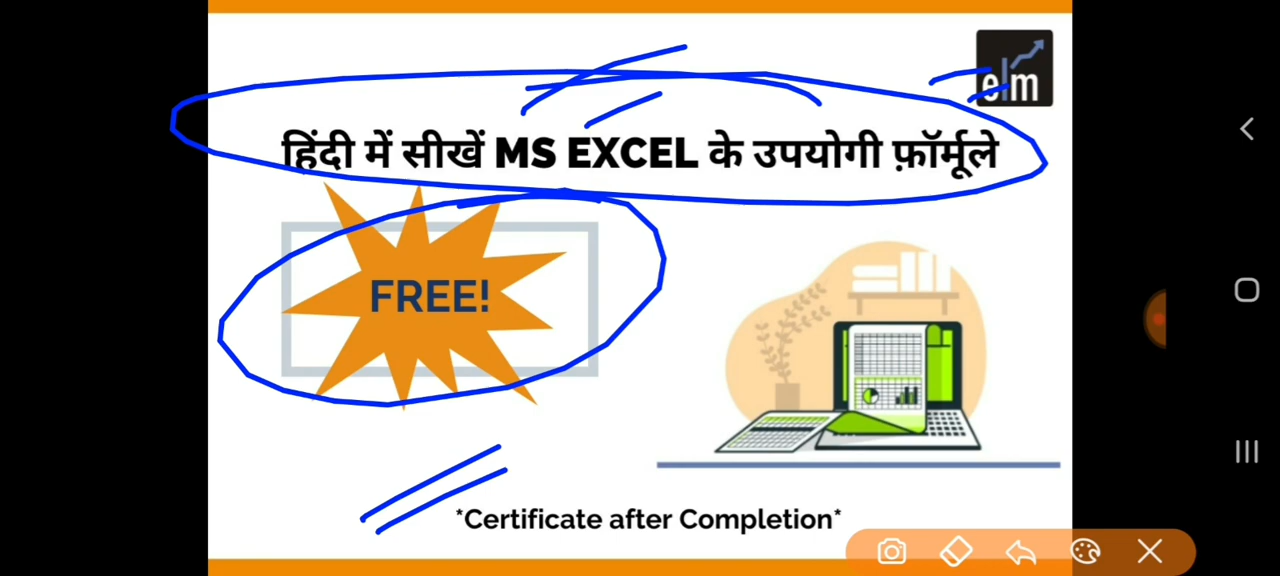 elm
हिंदी में सीखें MS EXCEL के उपयोगी फ़ॉर्मूले
FREE!
*Certificate after Completion*